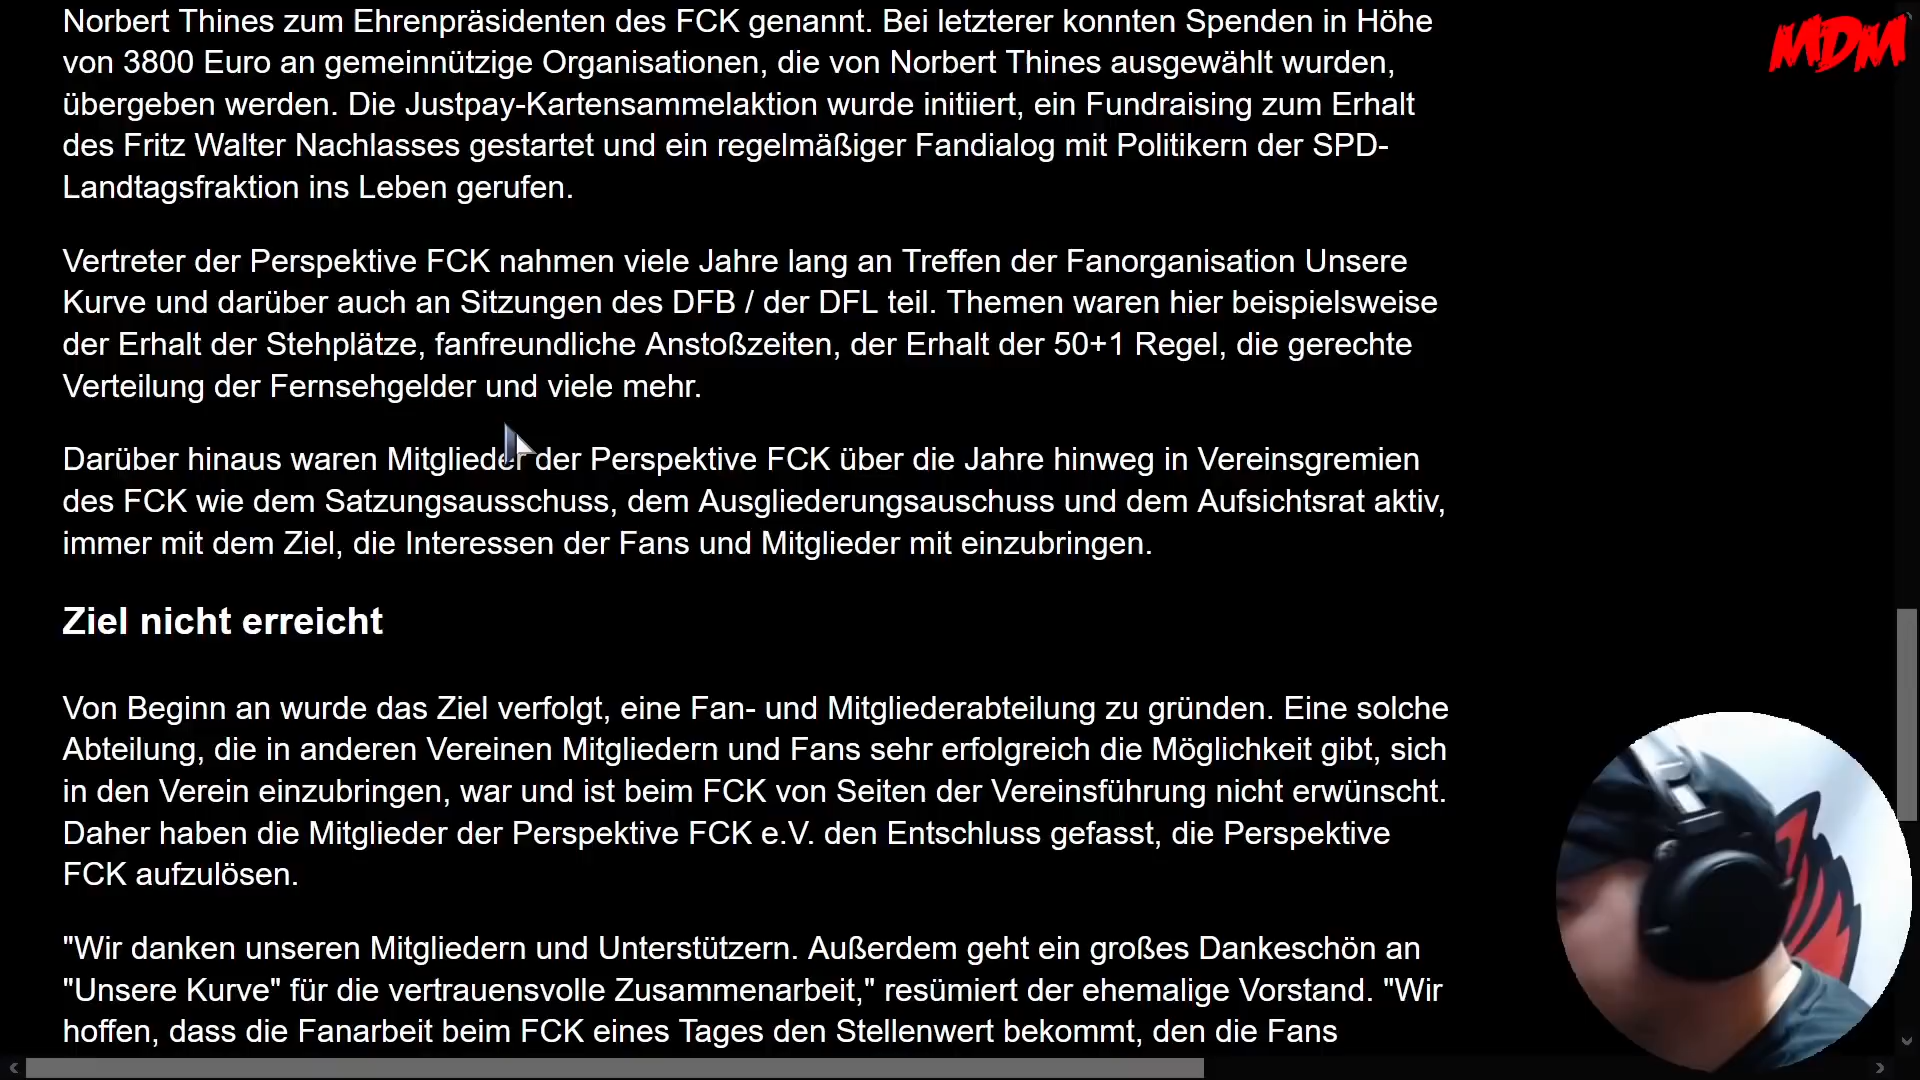 Norbert Thines zum Ehrenpräsidenten des FCK genannt. Bei letzterer konnten Spenden in Höhe
von 3800 Euro an gemeinnützige Organisationen, die von Norbert Thines ausgewählt wurden,
übergeben werden. Die Justpay-Kartensammelaktion wurde initiiert, ein Fundraising zum Erhalt
des Fritz Walter Nachlasses gestartet und ein regelmäßiger Fandialog mit Politikern der SPD-
Landtagsfraktion ins Leben gerufen.
Vertreter der Perspektive FCK nahmen viele Jahre lang an Treffen der Fanorganisation Unsere
Kurve und darüber auch an Sitzungen des DFB / der DFL teil. Themen waren hier beispielsweise
der Erhalt der Stehplätze, fanfreundliche Anstoßzeiten, der Erhalt der 50+1 Regel, die gerechte
Verteilung der Fernsehgelder und viele mehr.
Darüber hinaus waren Mitglieder der Perspektive FCK über die Jahre hinweg in Vereinsgremien
des FCK wie dem Satzungsausschuss, dem Ausgliederungsauschuss und dem Aufsichtsrat aktiv,
immer mit dem Ziel, die Interessen der Fans und Mitglieder mit einzubringen.
Ziel nicht erreicht
Von Beginn an wurde das Ziel verfolgt, eine Fan- und Mitgliederabteilung zu gründen. Eine solche
Abteilung, die in anderen Vereinen Mitgliedern und Fans sehr erfolgreich die Möglichkeit gibt, sich
in den Verein einzubringen, war und ist beim FCK von Seiten der Vereinsführung nicht erwünscht.
Daher haben die Mitglieder der Perspektive FCK e.V. den Entschluss gefasst, die Perspektive
FCK aufzulösen.
"Wir danken unseren Mitgliedern und Unterstützern. Außerdem geht ein großes Dankeschön an
"Unsere Kurve" für die vertrauensvolle Zusammenarbeit," resümiert der ehemalige Vorstand. "Wir
hoffen, dass die Fanarbeit beim FCK eines Tages den Stellenwert bekommt, den die Fans
MDM